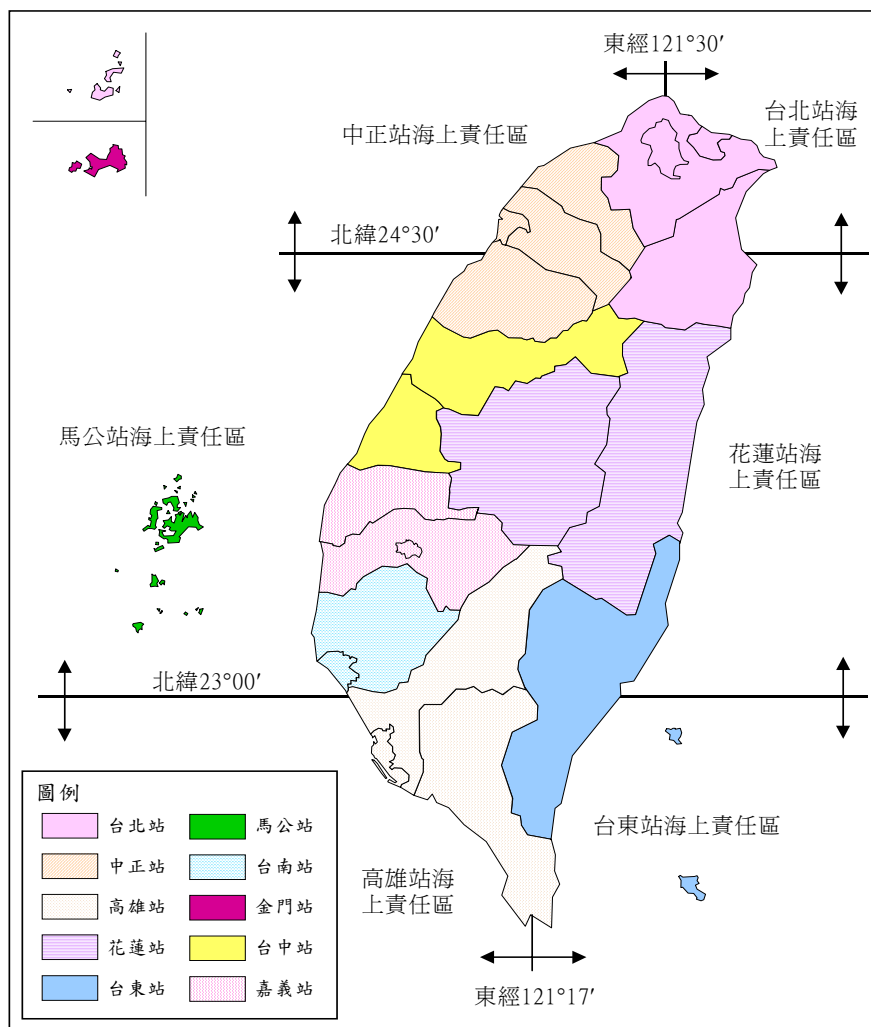 東經121°30′
台北站海
上責任區
中正站海上責任區
北緯24°30′
馬公站海上責任區
花蓮站海
上責任區
北緯23°00′
台東站海上責任區
高雄站海
上責任區
東經121°17′
圖例
台北站
馬公站
中正站
台南站
高雄站
金門站
花蓮站
台中站
台東站
嘉義站